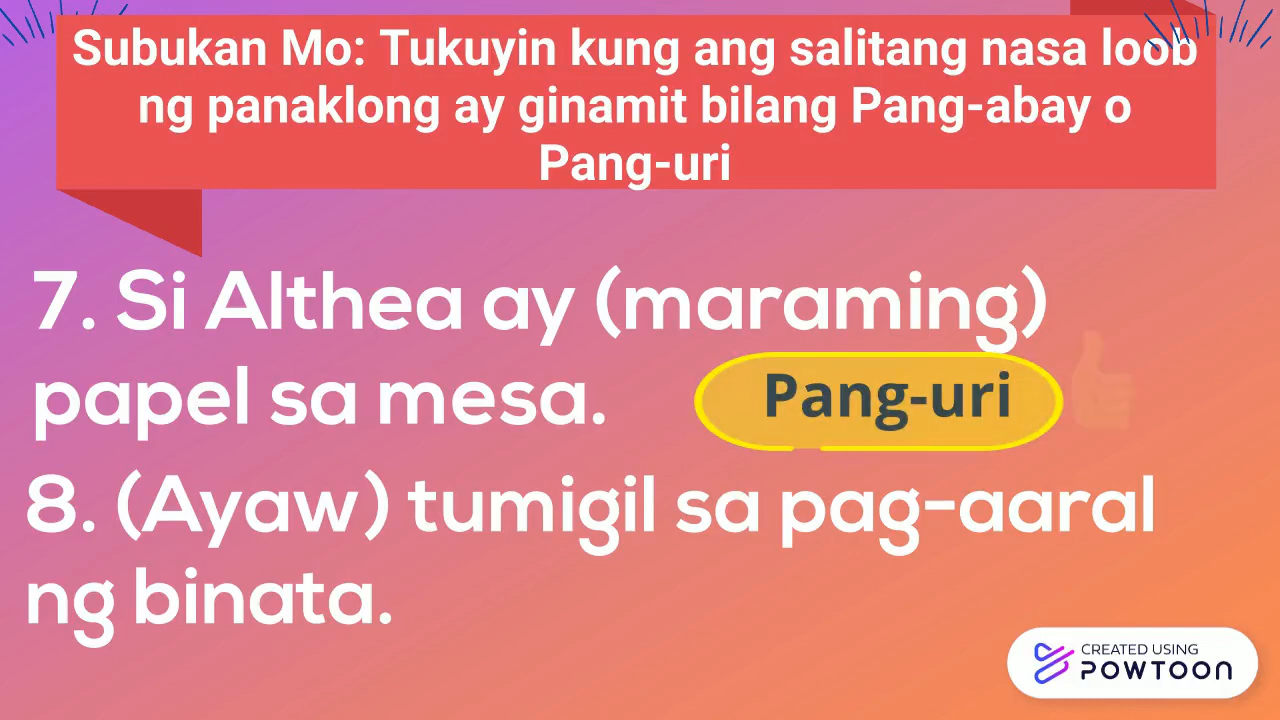 Subukan Mo: Tukuyin kung ang salitang nasa loob
ng panaklong ay ginamit bilang Pang-abay o
Pang-uri
7. Si Althea ay (maraming)
papel sa mesa.
Pang-uri
8. (Ayaw) tumigil sa pag-aaral
ng binata.
CREATED USING
POWTOON